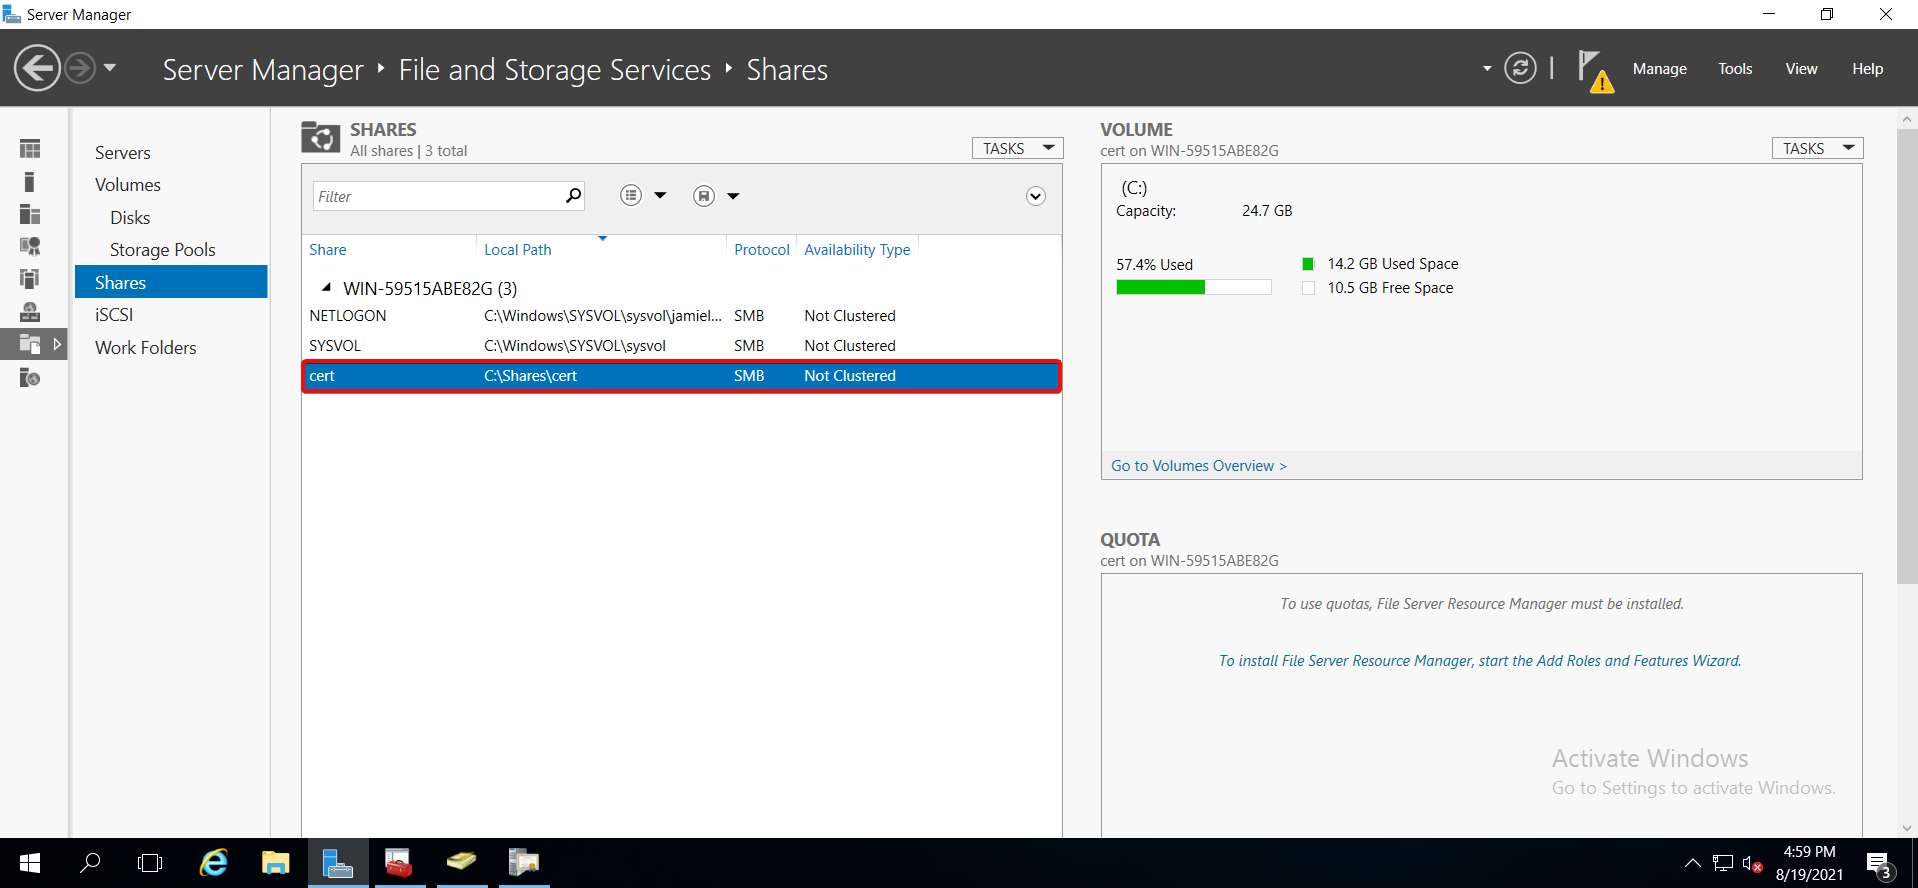 Server Manager
Server Manager ‣ File and Storage Services ‣ Shares
Manage Tools View Help
Servers
Volumes
Disks
Storage Pools
Shares
iSCSI
Work Folders
SHARES
All shares | 3 total
TASKS
Filter
Share Local Path Protocol Availability Type
WIN-59515ABE82G (3)
NETLOGON C:\Windows\SYSVOL\sysvol\jamiel... SMB Not Clustered
SYSVOL C:\Windows\SYSVOL\sysvol SMB Not Clustered
cert C:\Shares\cert SMB Not Clustered
VOLUME
cert on WIN-59515ABE82G
TASKS
(C:)
Capacity: 24.7 GB
57.4% Used
14.2 GB Used Space
10.5 GB Free Space
Go to Volumes Overview >
QUOTA
cert on WIN-59515ABE82G
To use quotas, File Server Resource Manager must be installed.
To install File Server Resource Manager, start the Add Roles and Features Wizard.
Activate Windows
Go to Settings to activate Windows.
4:59 PM
8/19/2021
3